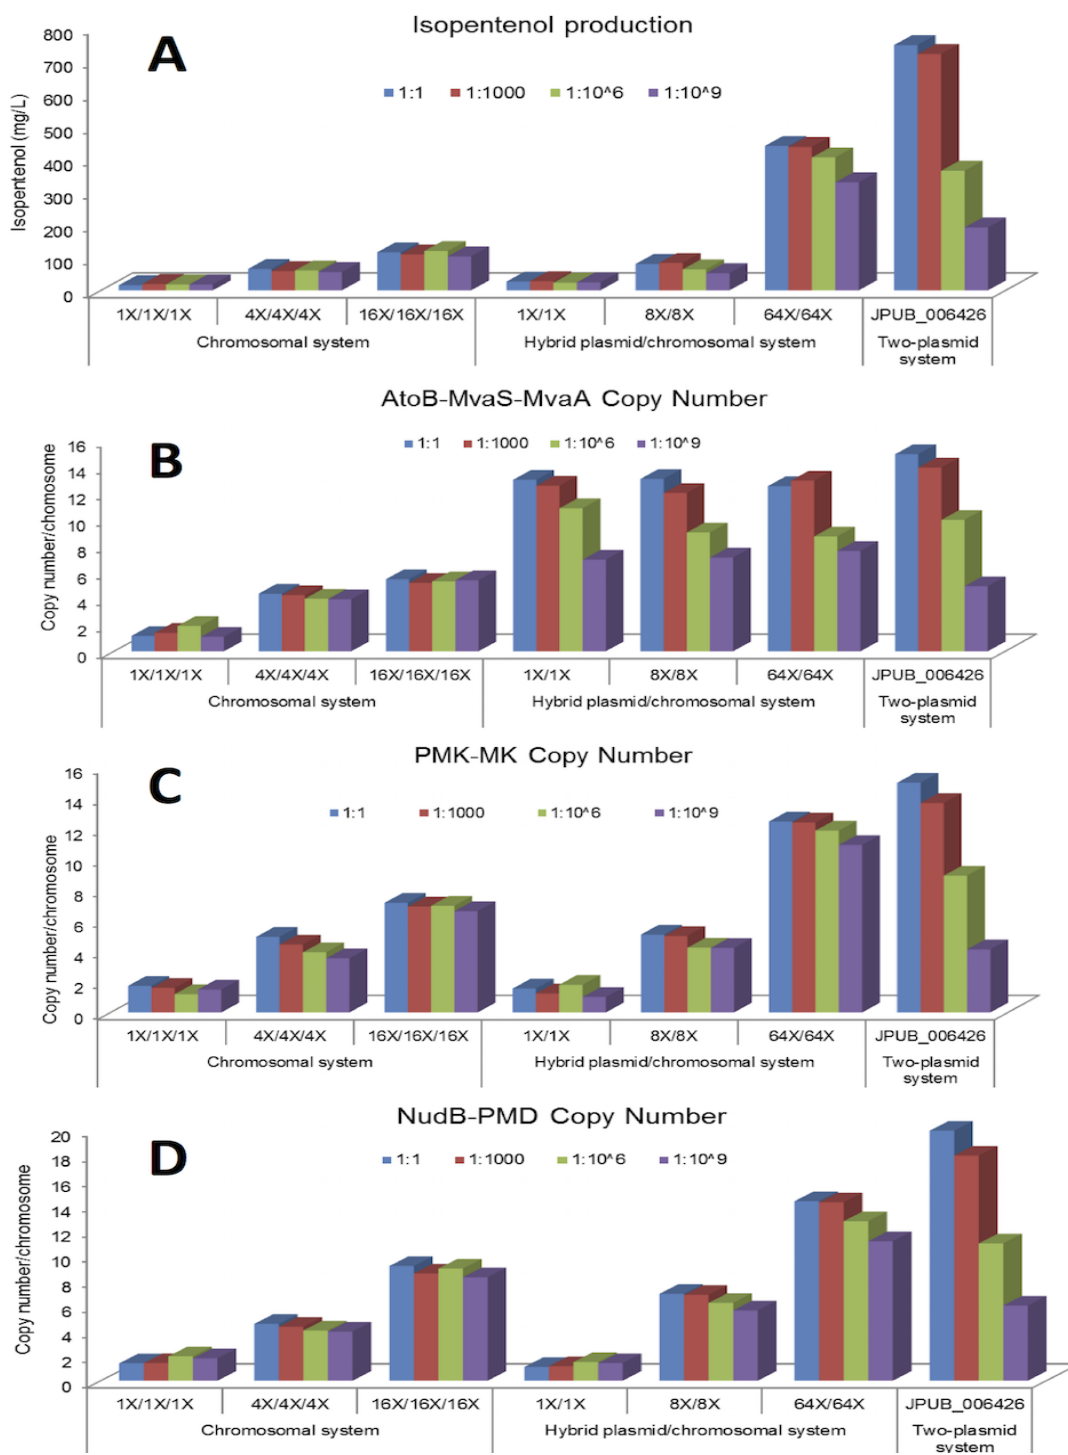 Isopentenol production
A
1:1 1:1000 1:10^6 1:10^9
Isopentenol (mg/L)
800
700
600
500
400
300
200
100
0
1X/1X/1X 4X/4X/4X 16X/16X/16X 1X/1X 8X/8X 64X/64X JPUB_006426
Chromosomal system Hybrid plasmid/chromosomal system Two-plasmid
system
AtoB-MvaS-MvaA Copy Number
B
1:1 1:1000 1:10^6 1:10^9
Copy number/chromosome
16
14
12
10
8
6
4
2
0
1X/1X/1X 4X/4X/4X 16X/16X/16X 1X/1X 8X/8X 64X/64X JPUB_006426
Chromosomal system Hybrid plasmid/chromosomal system Two-plasmid
system
PMK-MK Copy Number
C
1:1 1:1000 1:10^6 1:10^9
Copy number/chromosome
16
14
12
10
8
6
4
2
0
1X/1X/1X 4X/4X/4X 16X/16X/16X 1X/1X 8X/8X 64X/64X JPUB_006426
Chromosomal system Hybrid plasmid/chromosomal system Two-plasmid
system
NudB-PMD Copy Number
D
1:1 1:1000 1:10^6 1:10^9
Copy number/chromosome
20
18
16
14
12
10
8
6
4
2
0
1X/1X/1X 4X/4X/4X 16X/16X/16X 1X/1X 8X/8X 64X/64X JPUB_006426
Chromosomal system Hybrid plasmid/chromosomal system Two-plasmid
system